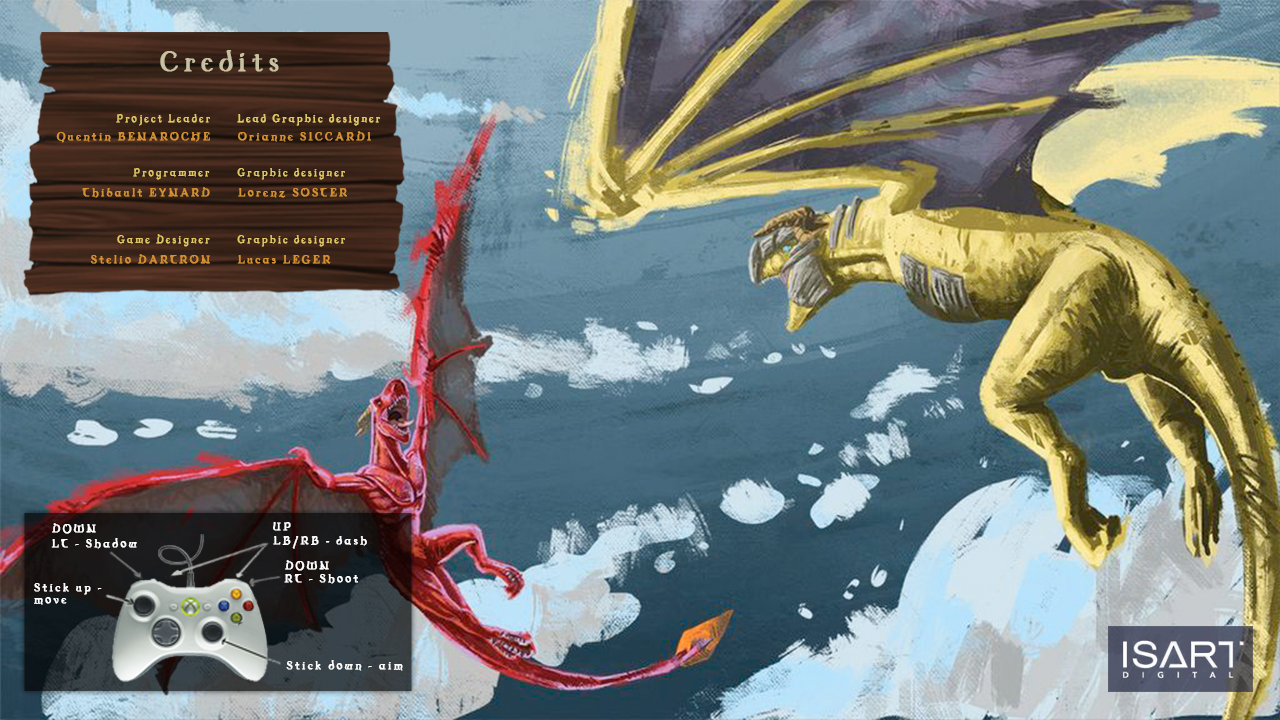 Credits
Project Leader
Quentin BENAROCHE
Lead Graphic designer
Orianne SICCARDI
Programmer
Thibault EYMARD
Graphic designer
Lorenz SOSTER
Game Designer
Stelio DARTRON
Graphic designer
Lucas LEGER
DOWN
LT - Shadow
UP
LB/RB - dash
DOWN
RT - Shoot
Stick up -
move
Stick down - aim
ISART
DIGITAL